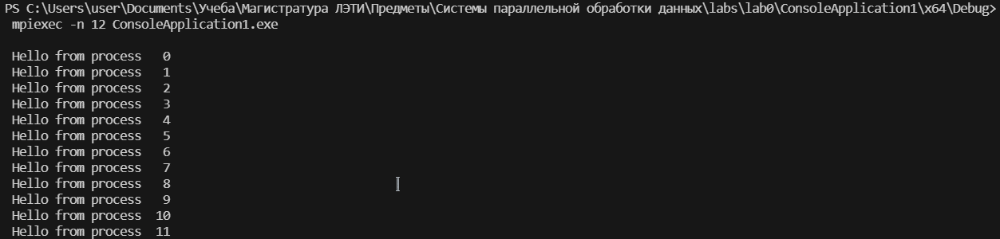 PS C:\Users\user\Documents\Учеба\Магистратура ЛЭТИ\Предметы\Системы параллельной обработки данных\labs\lab0\ConsoleApplication1\x64\Debug>
mpiexec -n 12 ConsoleApplication1.exe
Hello from process   0
Hello from process   1
Hello from process   2
Hello from process   3
Hello from process   4
Hello from process   5
Hello from process   6
Hello from process   7
Hello from process   8
Hello from process   9
Hello from process  10
Hello from process  11